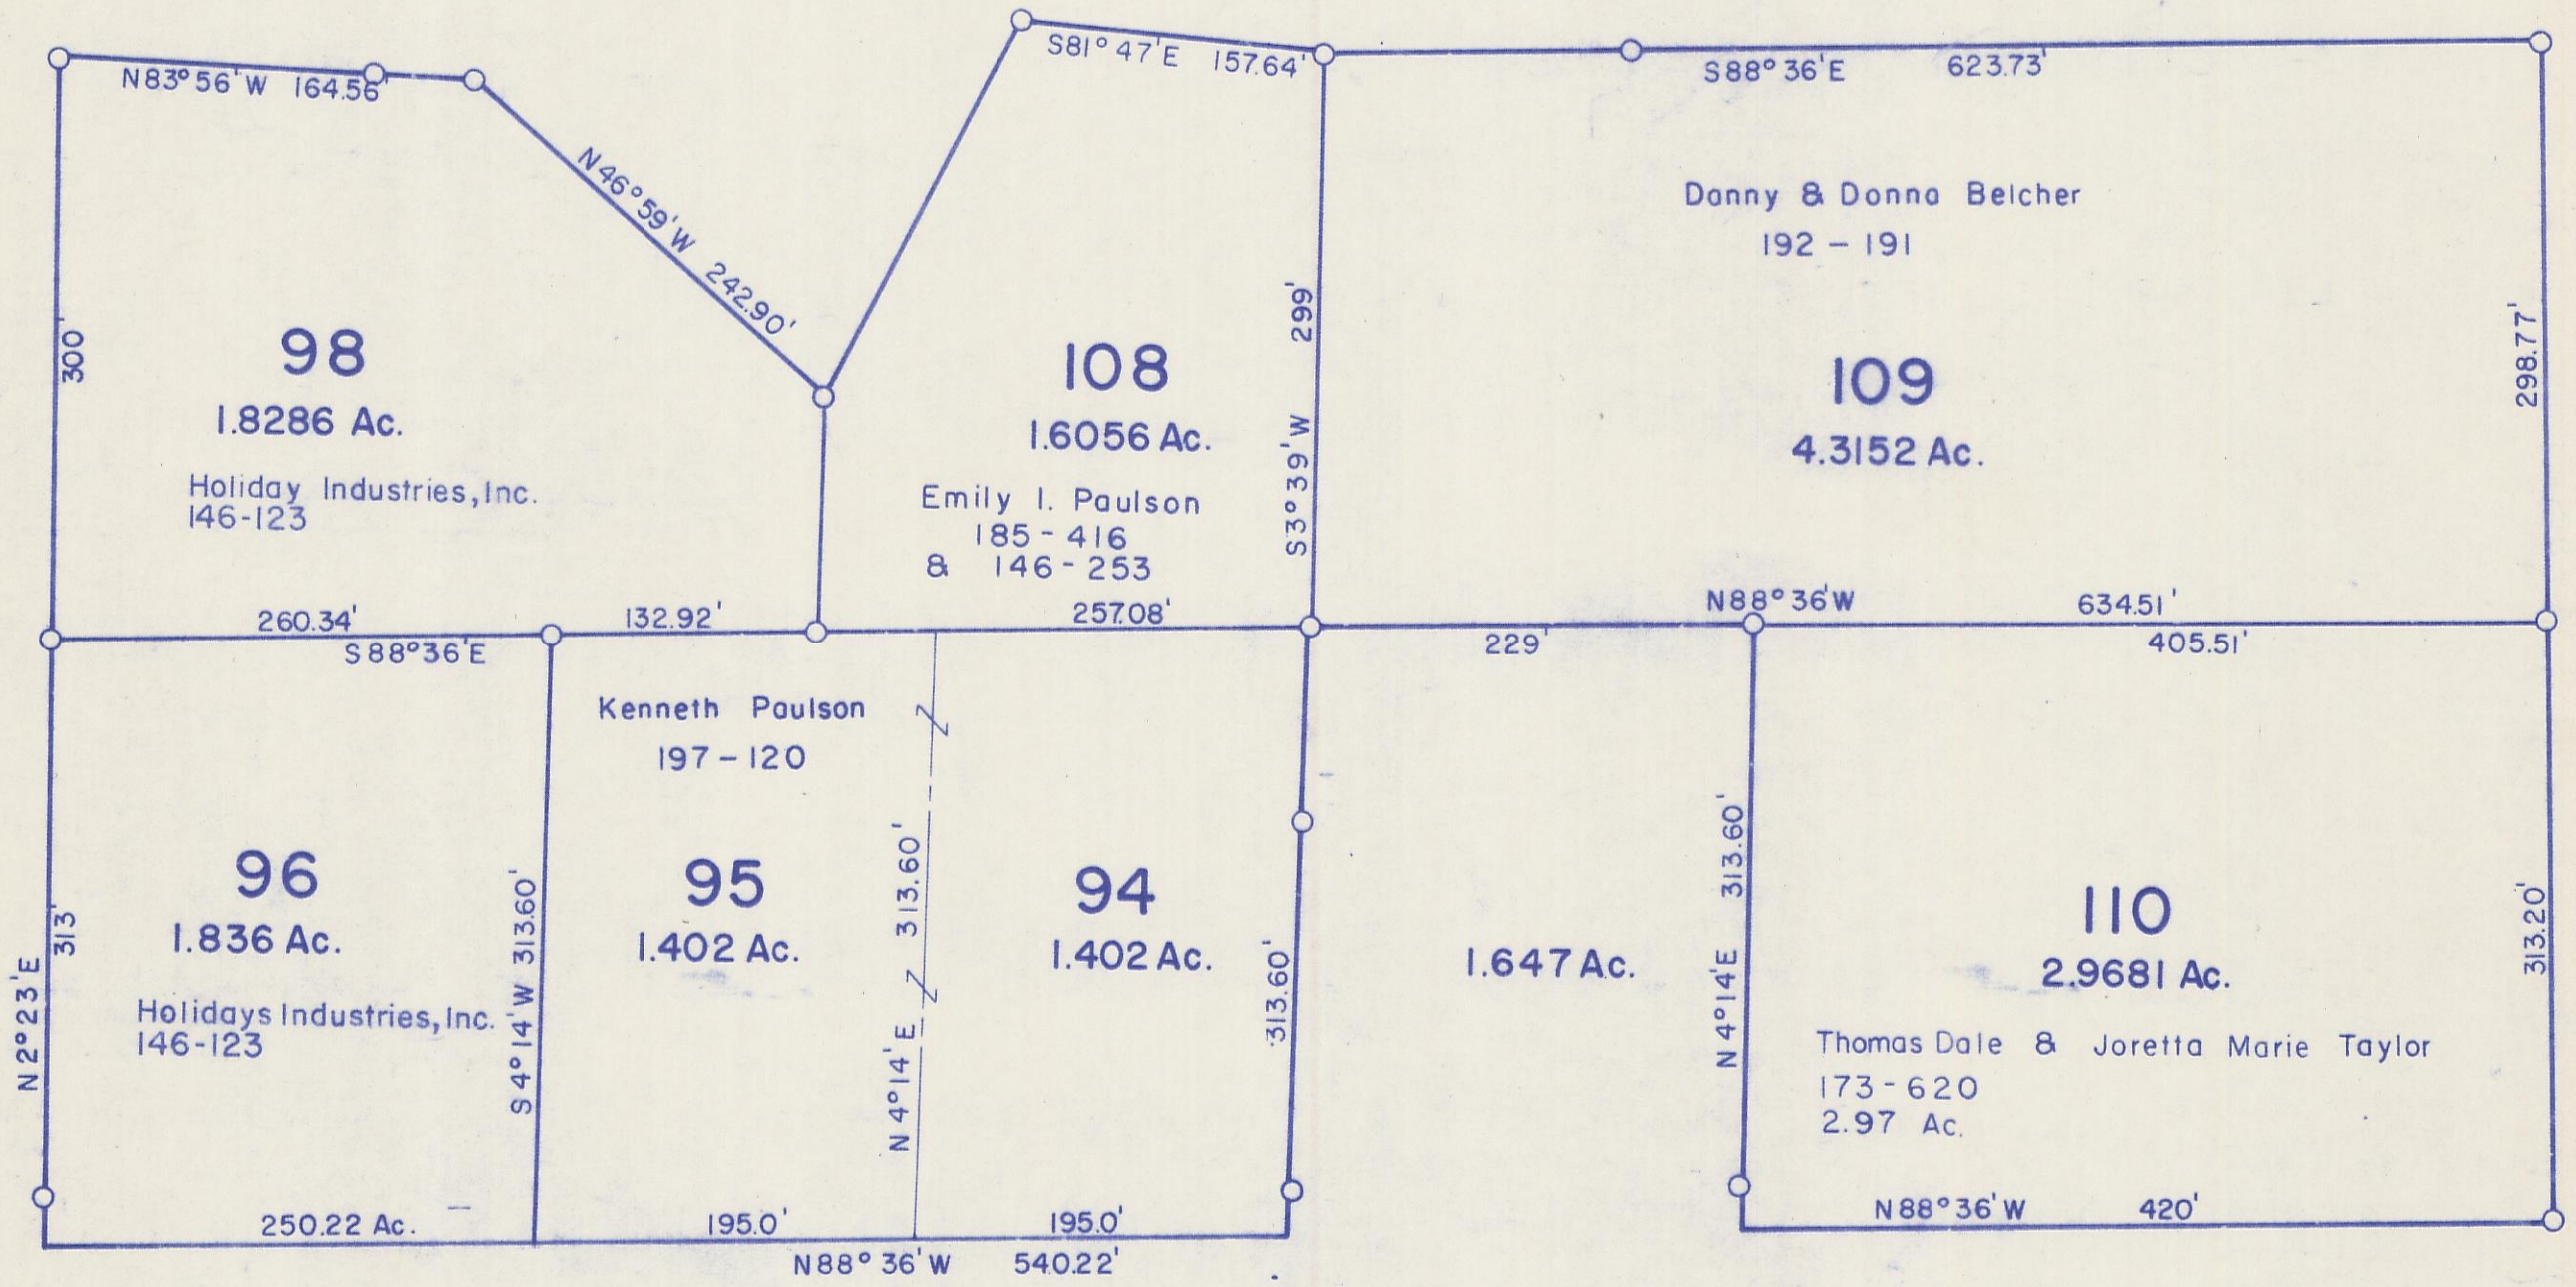 N83°56'W 164.56'
S81°47'E 157.64'
S88°36'E 623.73'
N46°59'W 242.90'
300'
98
1.8286 Ac.
Holiday Industries, Inc.
146-123
108
1.6056 Ac.
Emily I. Paulson
185 - 416
& 146 - 253
S3°39'W 299'
Danny & Donna Belcher
192 - 191
109
4.3152 Ac.
298.77'
260.34'
S88°36'E
132.92'
257.08'
N88°36'W 634.51'
229'
405.51'
N2°23'E 313'
96
1.836 Ac.
Holidays Industries, Inc.
146-123
250.22 Ac.
S4°14'W 313.60'
Kenneth Paulson
197 - 120
95
1.402 Ac.
195.0'
N4°14'E 313.60'
94
1.402 Ac.
195.0'
313.60'
N88°36'W 540.22'
1.647 Ac.
N4°14'E 313.60'
110
2.9681 Ac.
Thomas Dale & Joretta Marie Taylor
173 - 620
2.97 Ac.
313.20'
N88°36'W 420'